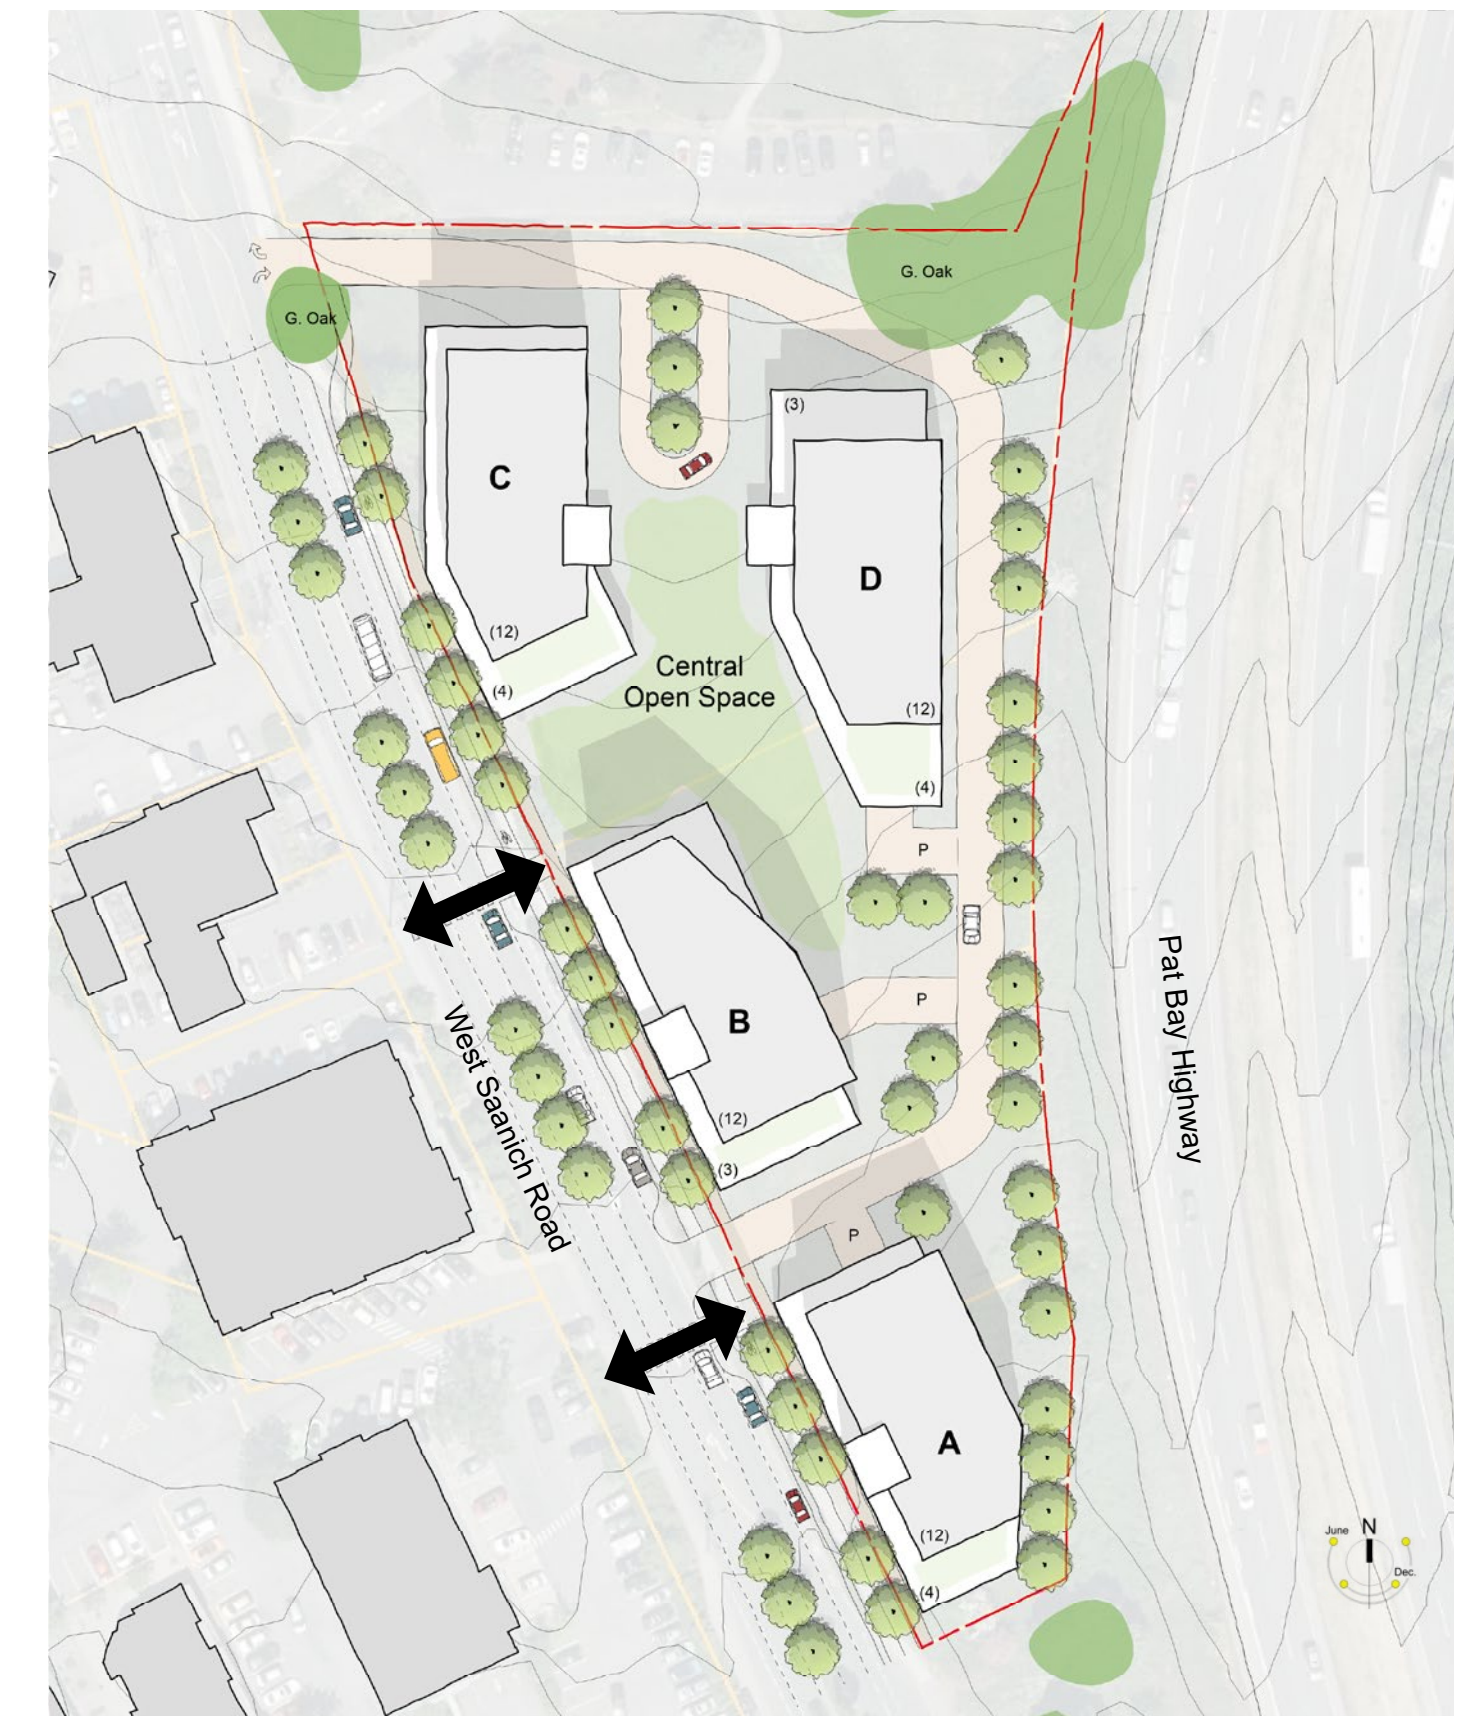 G. Oak
G. Oak
(3)
C
D
(12)
Central
Open Space
(4)
(12)
(4)
P
P
B
West Saanich Road
Pat Bay Highway
(12)
(3)
P
A
(12)
(4)
June
N
Dec.